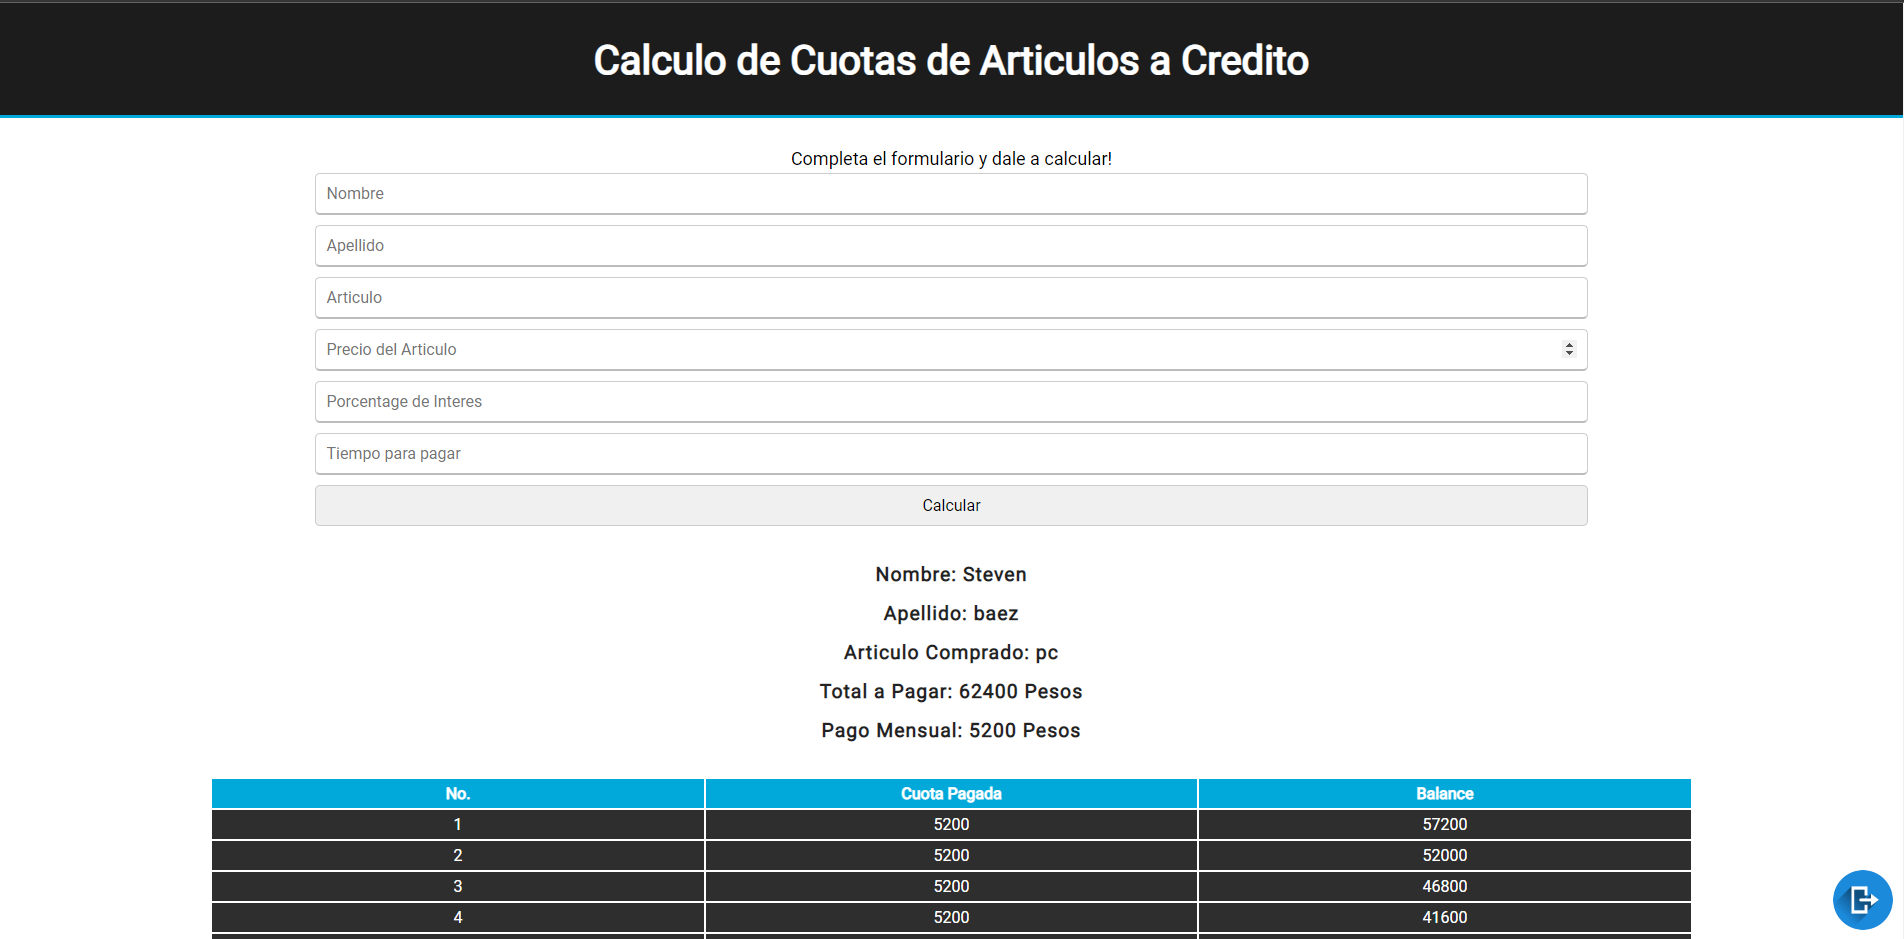 Calculo de Cuotas de Articulos a Credito
Completa el formulario y dale a calcular!
Nombre
Apellido
Articulo
Precio del Articulo
Porcentage de Interes
Tiempo para pagar
Calcular
Nombre: Steven
Apellido: baez
Articulo Comprado: pc
Total a Pagar: 62400 Pesos
Pago Mensual: 5200 Pesos
No. Cuota Pagada Balance
1 5200 57200
2 5200 52000
3 5200 46800
4 5200 41600